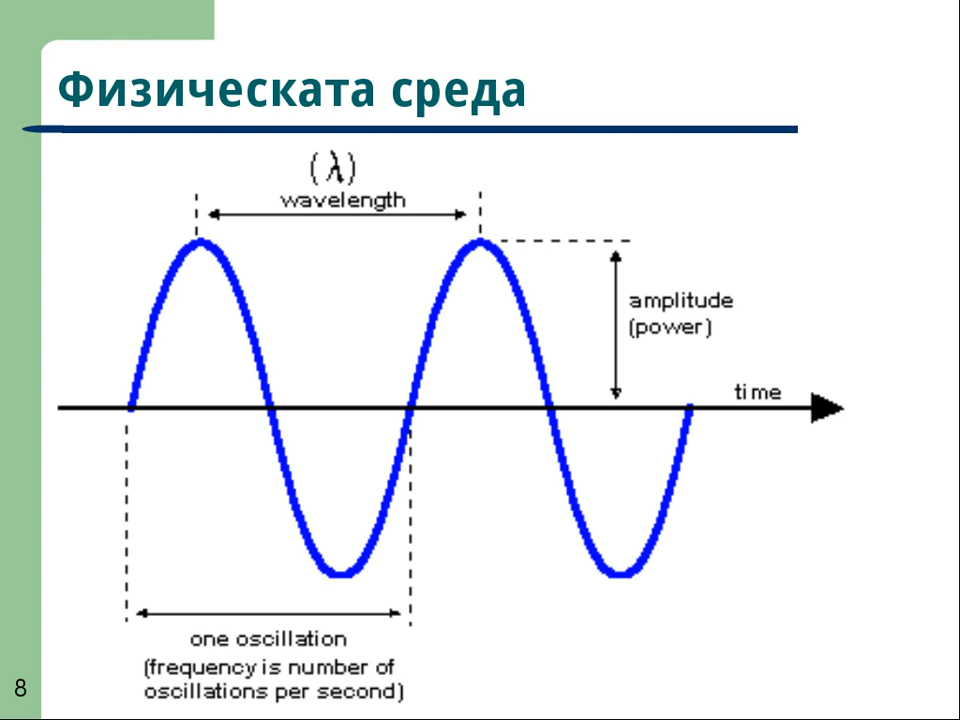 Физическата среда
(λ)
wavelength
amplitude
(power)
time
one oscillation
(frequency is number of
oscillations per second)
8